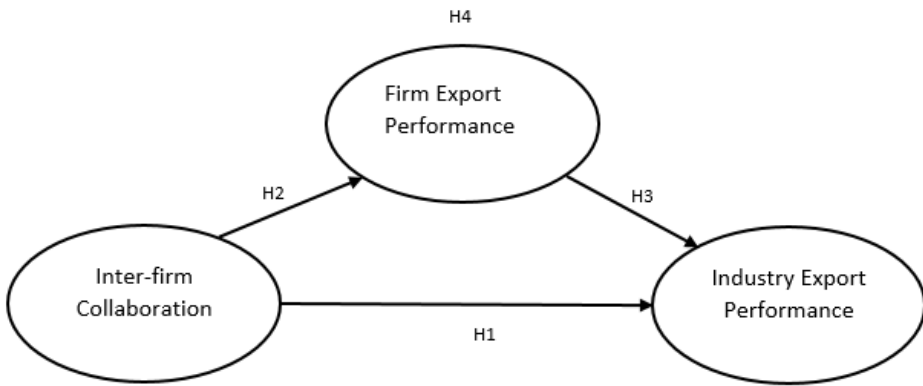 H4
Firm Export
Performance
H2
H3
Inter-firm
Collaboration
Industry Export
Performance
H1